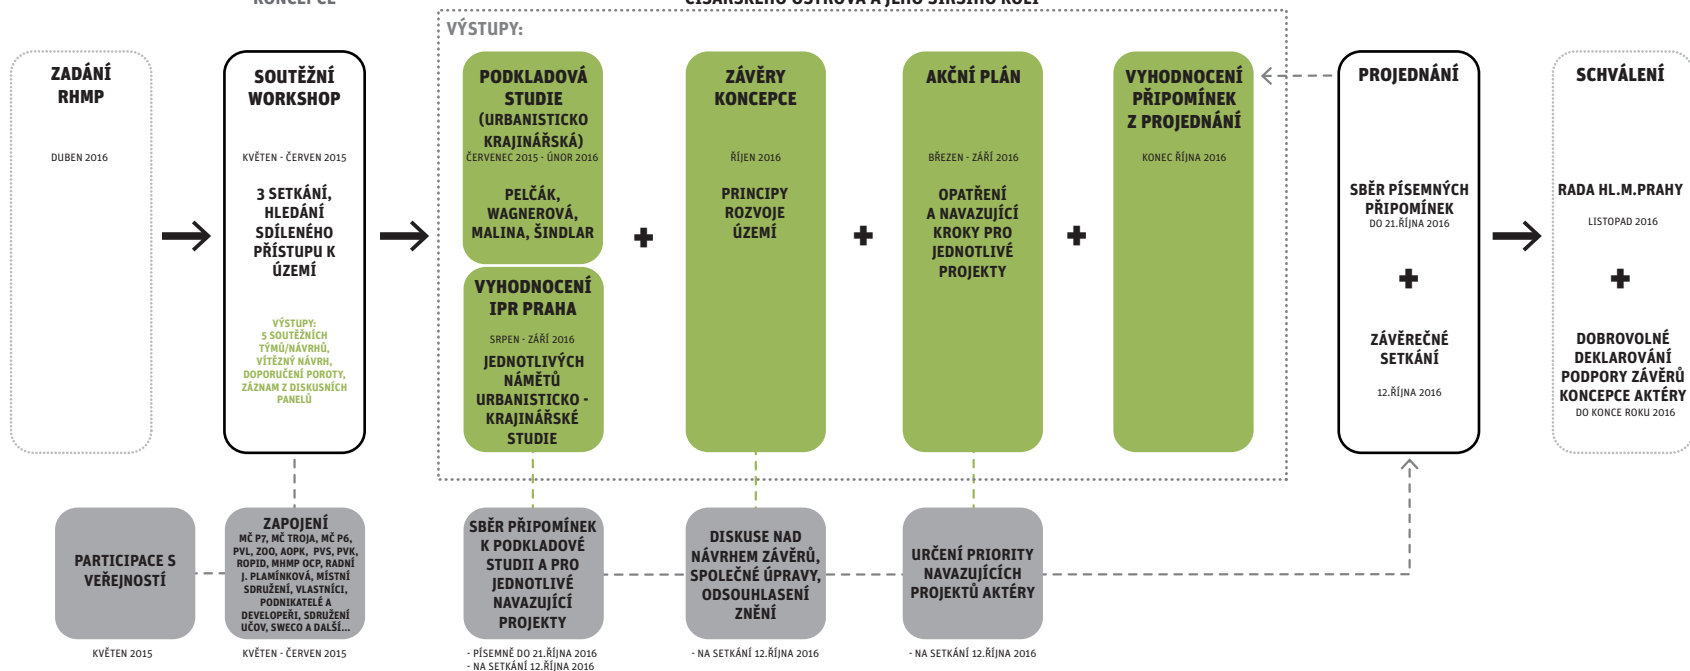 KONCEPCE
CÍSAŘSKÉHO OSTROVA A JEHO ŠIRŠÍHO KOLÍ
VÝSTUPY:
ZADÁNÍ
RHMP
DUBEN 2016
SOUTĚŽNÍ
WORKSHOP
KVĚTEN - ČERVEN 2015
3 SETKÁNÍ,
HLEDÁNÍ
SDÍLENÉHO
PŘÍSTUPU K
ÚZEMÍ
VÝSTUPY:
5 SOUTĚŽNÍCH
TÝMŮ/NÁVRHŮ,
VÍTĚZNÝ NÁVRH,
DOPORUČENÍ POROTY,
ZÁZNAM Z DISKUSNÍCH
PANELŮ
PODKLADOVÁ
STUDIE
(URBANISTICKO
KRAJINÁŘSKÁ)
ČERVENEC 2015 - ÚNOR 2016
PELČÁK,
WAGNEROVÁ,
MALINA, ŠINDLAR
VYHODNOCENÍ
IPR PRAHA
SRPEN - ZÁŘÍ 2016
JEDNOTLIVÝCH
NÁMĚTŮ
URBANISTICKO -
KRAJINÁŘSKÉ
STUDIE
ZÁVĚRY
KONCEPCE
ŘÍJEN 2016
PRINCIPY
ROZVOJE
ÚZEMÍ
AKČNÍ PLÁN
BŘEZEN - ZÁŘÍ 2016
OPATŘENÍ
A NAVAZUJÍCÍ
KROKY PRO
JEDNOTLIVÉ
PROJEKTY
VYHODNOCENÍ
PŘIPOMÍNEK
Z PROJEDNÁNÍ
KONEC ŘÍJNA 2016
PROJEDNÁNÍ
SBĚR PÍSEMNÝCH
PŘIPOMÍNEK
DO 21.ŘÍJNA 2016
ZÁVĚREČNÉ
SETKÁNÍ
12.ŘÍJNA 2016
SCHVÁLENÍ
RADA HL.M.PRAHY
LISTOPAD 2016
DOBROVOLNÉ
DEKLAROVÁNÍ
PODPORY ZÁVĚRŮ
KONCEPCE AKTÉRY
DO KONCE ROKU 2016
PARTICIPACE S
VEŘEJNOSTÍ
KVĚTEN 2015
ZAPOJENÍ
MČ P7, MČ TROJA, MČ P6,
PVL, ZOO, AOPK, PVS, PVK,
ROPID, MHMP OCP, RADNÍ
J. PLAMÍNKOVÁ, MÍSTNÍ
SDRUŽENÍ, VLASTNÍCI,
PODNIKATELÉ A
DEVELOPEŘI, SDRUŽENÍ
UČOV, SWECO A DALŠÍ...
KVĚTEN - ČERVEN 2015
SBĚR PŘIPOMÍNEK
K PODKLADOVÉ
STUDII A PRO
JEDNOTLIVÉ
NAVAZUJÍCÍ
PROJEKTY
- PÍSEMNĚ DO 21.ŘÍJNA 2016
- NA SETKÁNÍ 12.ŘÍJNA 2016
DISKUSE NAD
NÁVRHEM ZÁVĚRŮ,
SPOLEČNÉ ÚPRAVY,
ODSOUHLASENÍ
ZNĚNÍ
- NA SETKÁNÍ 12.ŘÍJNA 2016
URČENÍ PRIORITY
NAVAZUJÍCÍCH
PROJEKTŮ AKTÉRY
- NA SETKÁNÍ 12.ŘÍJNA 2016